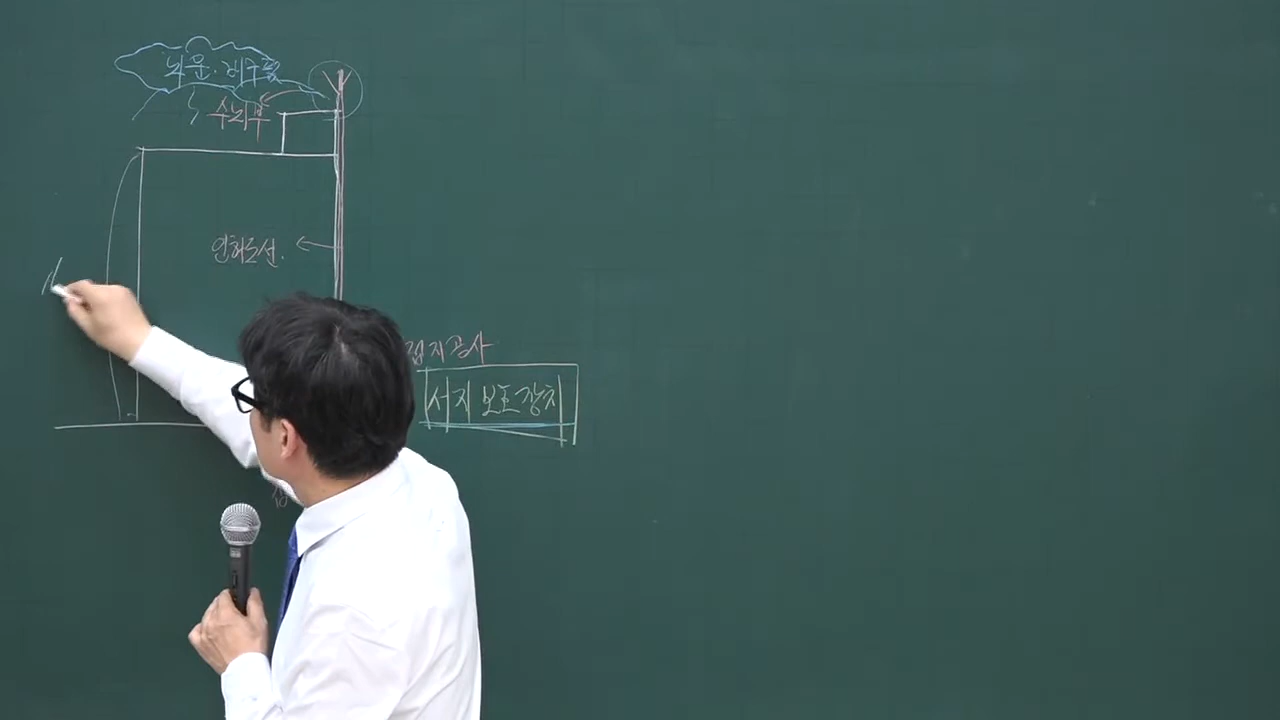 뇌운·뇌구름
수뢰부
인하도선.
접지공사
서지 보호장치